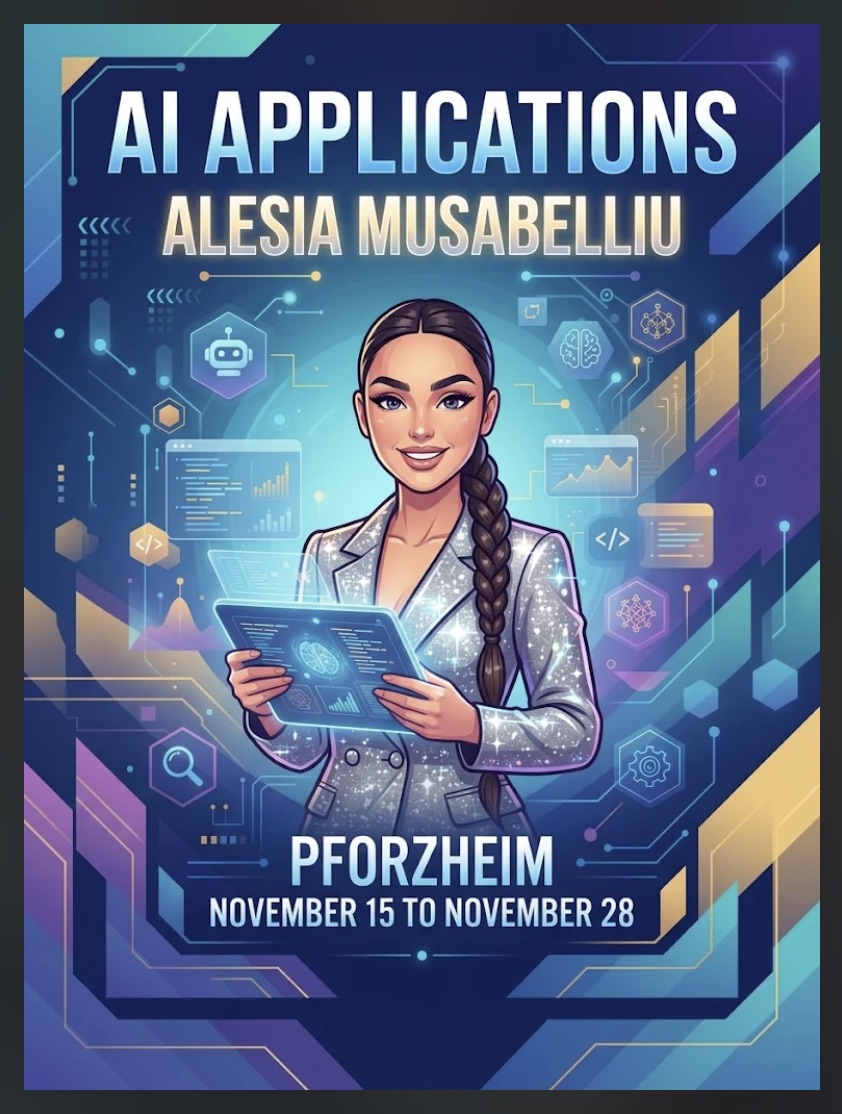 AI APPLICATIONS
ALESIA MUSABELLIU
</>
</>
PFORZHEIM
NOVEMBER 15 TO NOVEMBER 28